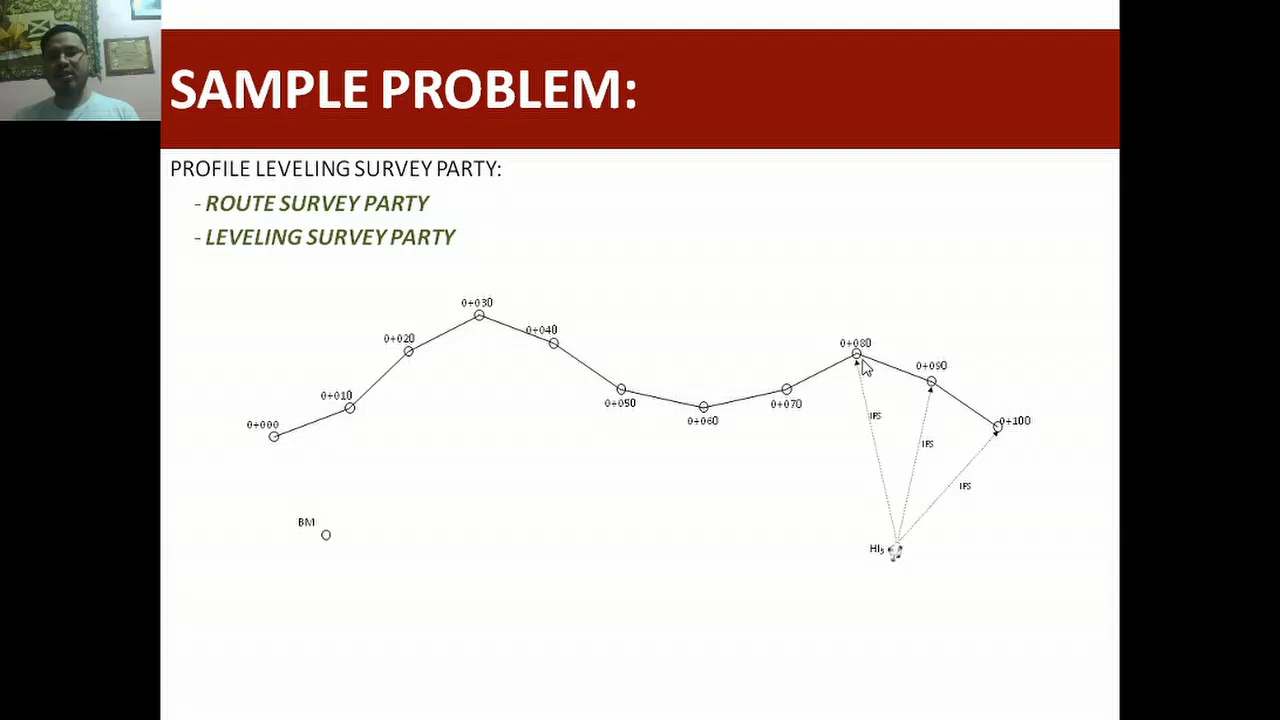 SAMPLE PROBLEM:
PROFILE LEVELING SURVEY PARTY:
- ROUTE SURVEY PARTY
- LEVELING SURVEY PARTY
0+030
0+040
0+020
0+080
0+090
0+010
0+050
0+070
0+000
0+060
0+100
IFS
IFS
IFS
BM
HI5